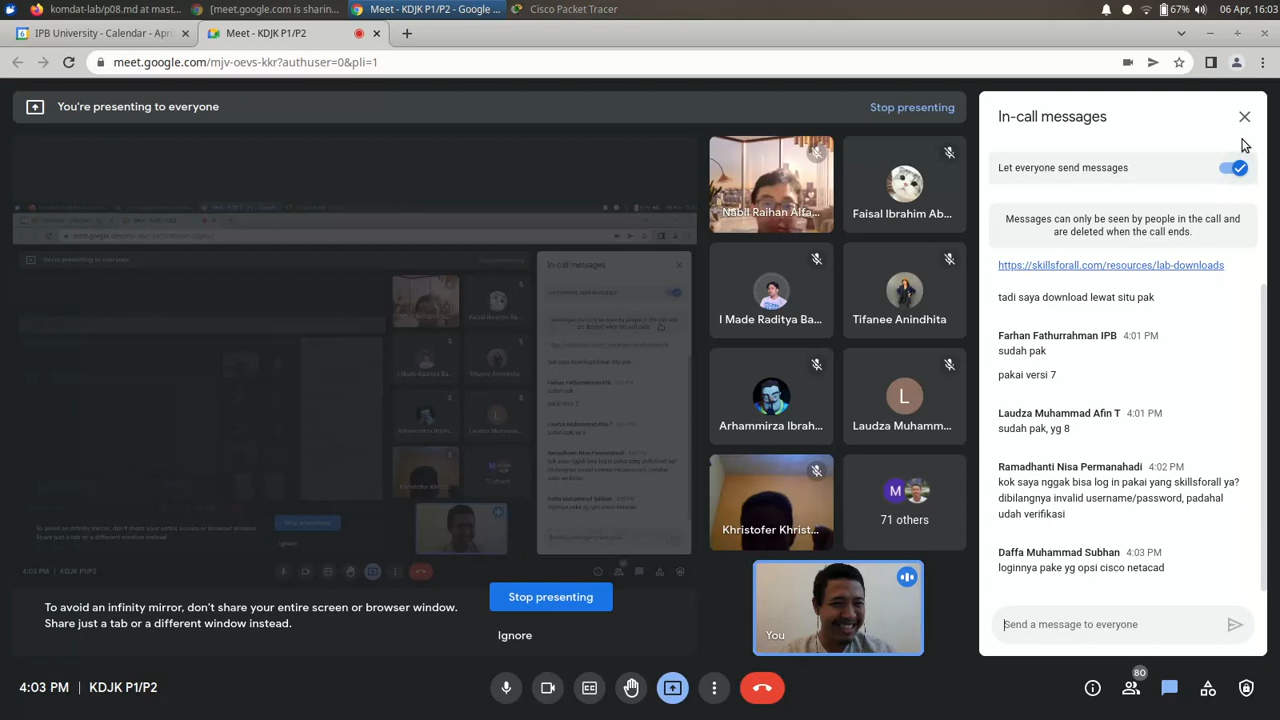 komdat-lab/p08.md at mast...
[meet.google.com is sharin...
Meet - KDJK P1/P2 - Google ...
Cisco Packet Tracer
67%
06 Apr, 16:03
IPB University - Calendar - Apri
Meet - KDJK P1/P2
meet.google.com/mjv-oevs-kkr?authuser=0&pli=1
You're presenting to everyone
Stop presenting
In-call messages
Let everyone send messages
Messages can only be seen by people in the call and
are deleted when the call ends.
https://skillsforall.com/resources/lab-downloads
tadi saya download lewat situ pak
Farhan Fathurrahman IPB 4:01 PM
sudah pak
pakai versi 7
Laudza Muhammad Afin T 4:01 PM
sudah pak, yg 8
Ramadhanti Nisa Permanahadi 4:02 PM
kok saya nggak bisa log in pakai yang skillsforall ya?
dibilangnya invalid username/password, padahal
udah verifikasi
Daffa Muhammad Subhan 4:03 PM
loginnya pake yg opsi cisco netacad
Send a message to everyone
Nabil Raihan Alfa...
Faisal Ibrahim Ab...
I Made Raditya Ba...
Tifanee Anindhita
Arhammirza Ibrah...
L
Laudza Muhamm...
Khristofer Khrist...
M
71 others
You
To avoid an infinity mirror, don't share your entire screen or browser window.
Share just a tab or a different window instead.
Stop presenting
Ignore
4:03 PM | KDJK P1/P2
80